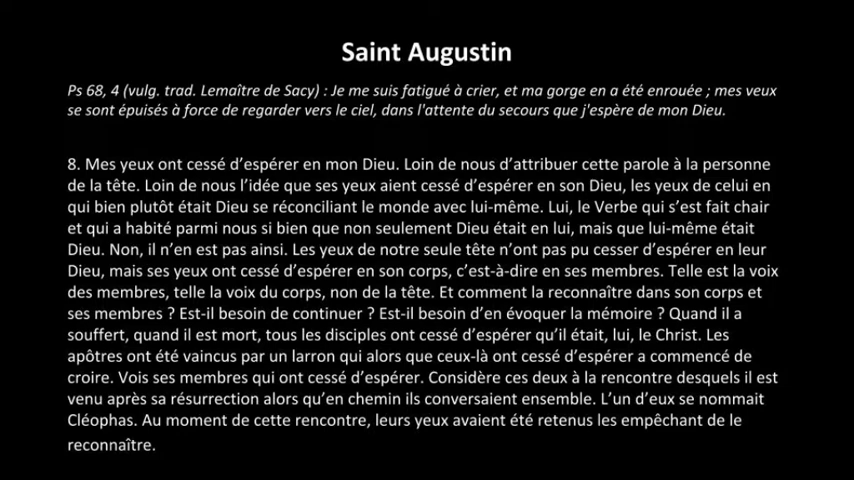 Saint Augustin
Ps 68, 4 (vulg. trad. Lemaître de Sacy) : Je me suis fatigué à crier, et ma gorge en a été enrouée ; mes veux
se sont épuisés à force de regarder vers le ciel, dans l'attente du secours que j'espère de mon Dieu.
8. Mes yeux ont cessé d’espérer en mon Dieu. Loin de nous d’attribuer cette parole à la personne
de la tête. Loin de nous l’idée que ses yeux aient cessé d’espérer en son Dieu, les yeux de celui en
qui bien plutôt était Dieu se réconciliant le monde avec lui-même. Lui, le Verbe qui s’est fait chair
et qui a habité parmi nous si bien que non seulement Dieu était en lui, mais que lui-même était
Dieu. Non, il n’en est pas ainsi. Les yeux de notre seule tête n’ont pas pu cesser d’espérer en leur
Dieu, mais ses yeux ont cessé d’espérer en son corps, c’est-à-dire en ses membres. Telle est la voix
des membres, telle la voix du corps, non de la tête. Et comment la reconnaître dans son corps et
ses membres ? Est-il besoin de continuer ? Est-il besoin d’en évoquer la mémoire ? Quand il a
souffert, quand il est mort, tous les disciples ont cessé d’espérer qu’il était, lui, le Christ. Les
apôtres ont été vaincus par un larron qui alors que ceux-là ont cessé d’espérer a commencé de
croire. Vois ses membres qui ont cessé d’espérer. Considère ces deux à la rencontre desquels il est
venu après sa résurrection alors qu’en chemin ils conversaient ensemble. L’un d’eux se nommait
Cléophas. Au moment de cette rencontre, leurs yeux avaient été retenus les empêchant de le
reconnaître.